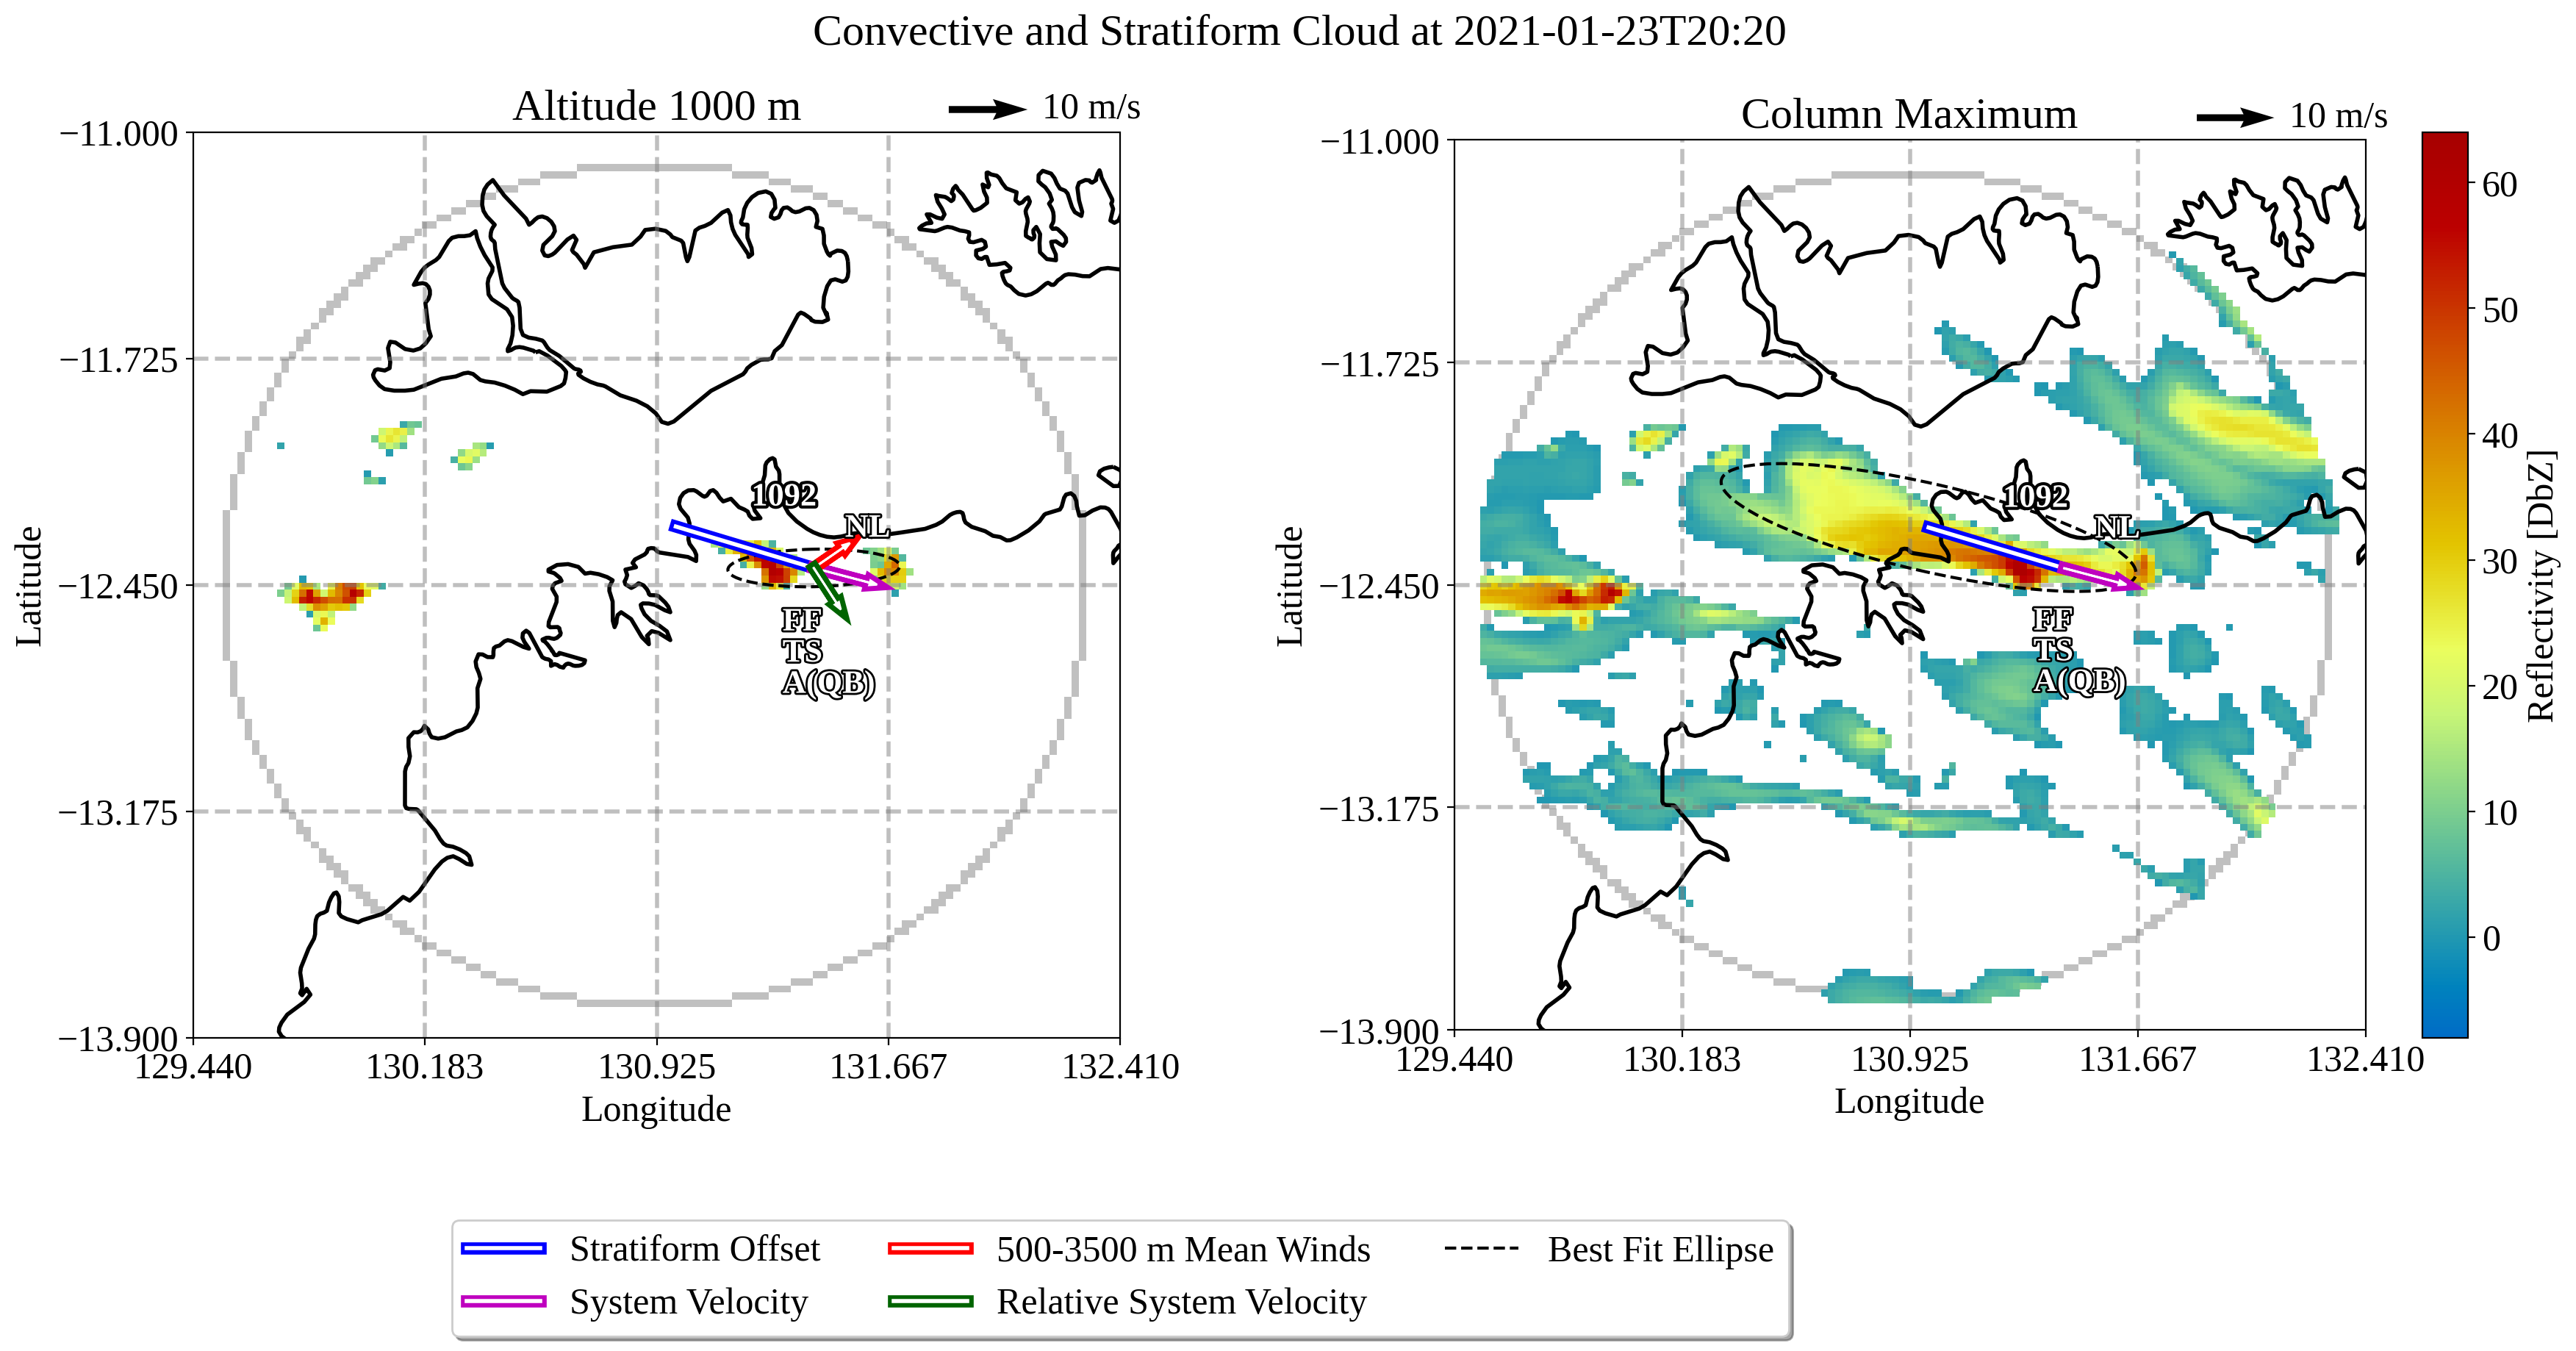 Convective and Stratiform Cloud at 2021-01-23T20:20
Altitude 1000 m
10 m/s
−11.000
−11.725
−12.450
−13.175
−13.900
Latitude
129.440
130.183
130.925
131.667
132.410
Longitude
1092
NL
FF
TS
A(QB)
Column Maximum
10 m/s
−11.000
−11.725
−12.450
−13.175
−13.900
Latitude
129.440
130.183
130.925
131.667
132.410
Longitude
1092
NL
FF
TS
A(QB)
60
50
40
30
20
10
0
Reflectivity [DbZ]
Stratiform Offset
System Velocity
500-3500 m Mean Winds
Relative System Velocity
Best Fit Ellipse